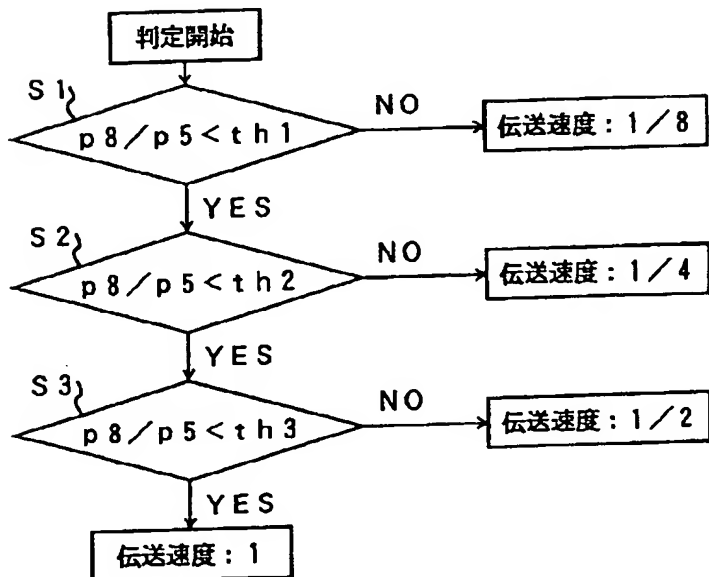 判定開始
S1
p8／p5＜th1
NO
伝送速度：1／8
YES
S2
p8／p5＜th2
NO
伝送速度：1／4
YES
S3
p8／p5＜th3
NO
伝送速度：1／2
YES
伝送速度：1